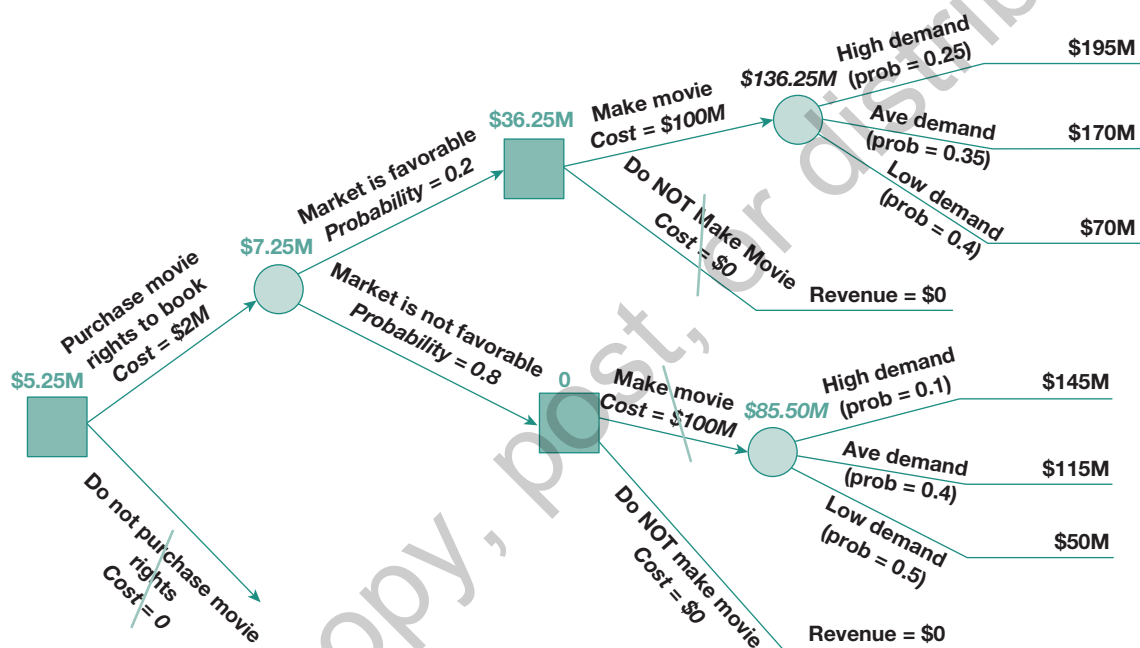 High demand
(prob = 0.25)
$195M
$136.25M
Make movie
Cost = $100M
$36.25M
Ave demand
(prob = 0.35)
$170M
Low demand
(prob = 0.4)
$70M
Do NOT Make Movie
Cost = $0
Revenue = $0
Market is favorable
Probability = 0.2
$7.25M
Purchase movie
rights to book
Cost = $2M
Market is not favorable
Probability = 0.8
$5.25M
0
Make movie
Cost = $100M
$85.50M
High demand
(prob = 0.1)
$145M
Ave demand
(prob = 0.4)
$115M
Low demand
(prob = 0.5)
$50M
Do not purchase movie
rights
Cost = 0
Do NOT make movie
Cost = $0
Revenue = $0
opy, post, or distrib